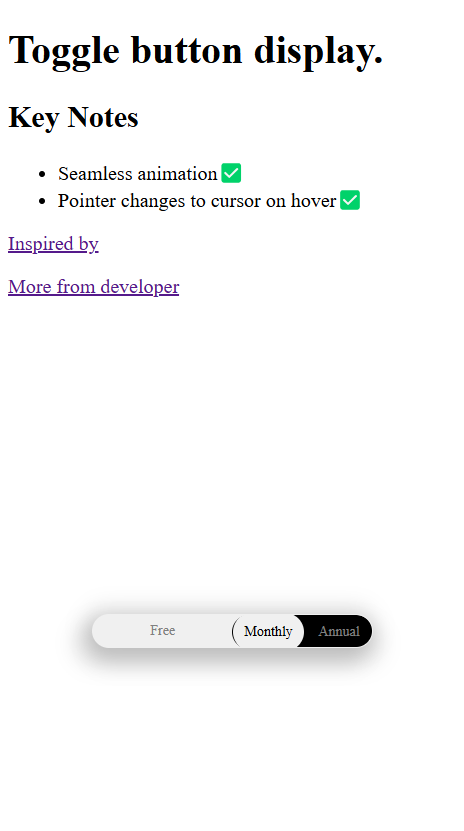 Toggle button display.
Key Notes
Seamless animation ✅
Pointer changes to cursor on hover ✅
Inspired by
More from developer
Free Monthly Annual